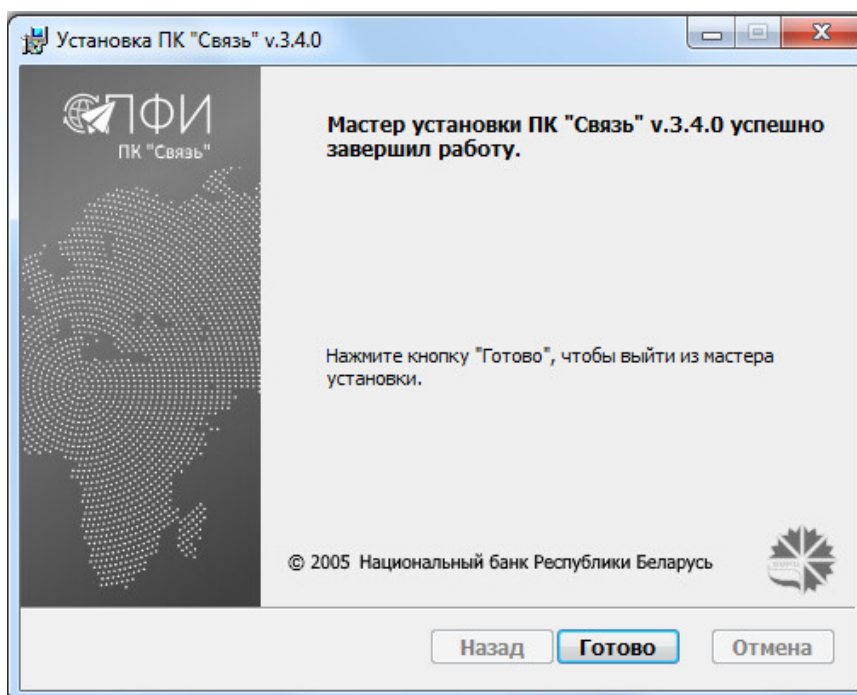 Установка ПК "Связь" v.3.4.0
СПФИ
ПК "Связь"
Мастер установки ПК "Связь" v.3.4.0 успешно
завершил работу.
Нажмите кнопку "Готово", чтобы выйти из мастера
установки.
© 2005 Национальный банк Республики Беларусь
Назад
Готово
Отмена